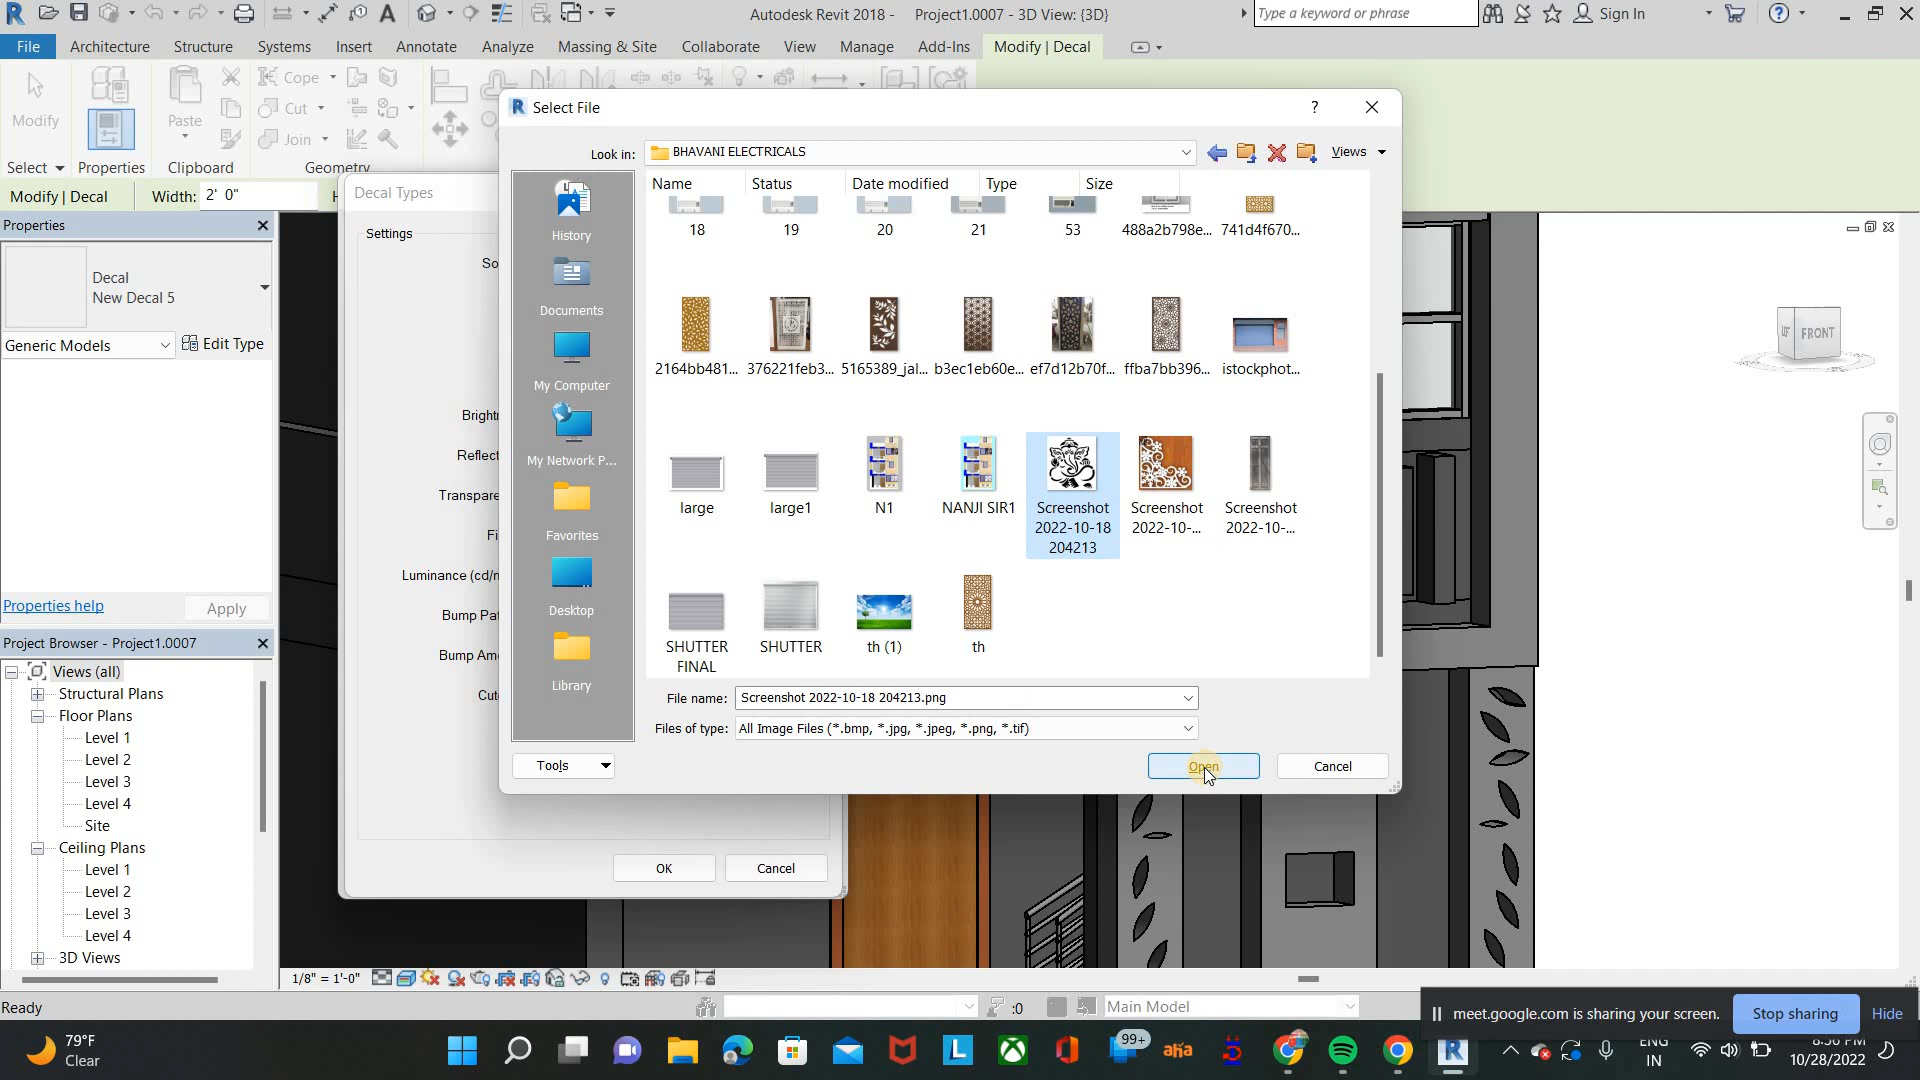 Autodesk Revit 2018 - Project1.0007 - 3D View: {3D}
Type a keyword or phrase
Sign In
File Architecture Structure Systems Insert Annotate Analyze Massing & Site Collaborate View Manage Add-Ins Modify | Decal
Modify
Paste
Cope
Cut
Join
Select Properties Clipboard Geometry
Modify | Decal Width: 2' 0"
Properties
Decal
New Decal 5
Generic Models Edit Type
Properties help Apply
Project Browser - Project1.0007
Views (all)
Structural Plans
Floor Plans
Level 1
Level 2
Level 3
Level 4
Site
Ceiling Plans
Level 1
Level 2
Level 3
Level 4
3D Views
Decal Types
Settings
OK Cancel
Select File
Look in: BHAVANI ELECTRICALS Views
Name Status Date modified Type Size
History
Documents
My Computer
My Network P...
Favorites
Desktop
Library
18 19 20 21 53 488a2b798e... 741d4f670...
2164bb481... 376221feb3... 5165389_jal... b3ec1eb60e... ef7d12b70f... ffba7bb396... istockphot...
large large1 N1 NANJI SIR1 Screenshot 2022-10-18 204213 Screenshot 2022-10-... Screenshot 2022-10-...
SHUTTER FINAL SHUTTER th (1) th
File name: Screenshot 2022-10-18 204213.png
Files of type: All Image Files (*.bmp, *.jpg, *.jpeg, *.png, *.tif)
Tools Open Cancel
FRONT
1/8" = 1'-0"
Ready
:0
Main Model
meet.google.com is sharing your screen. Stop sharing Hide
79°F
Clear
99+
aha
ENG
IN
10/28/2022